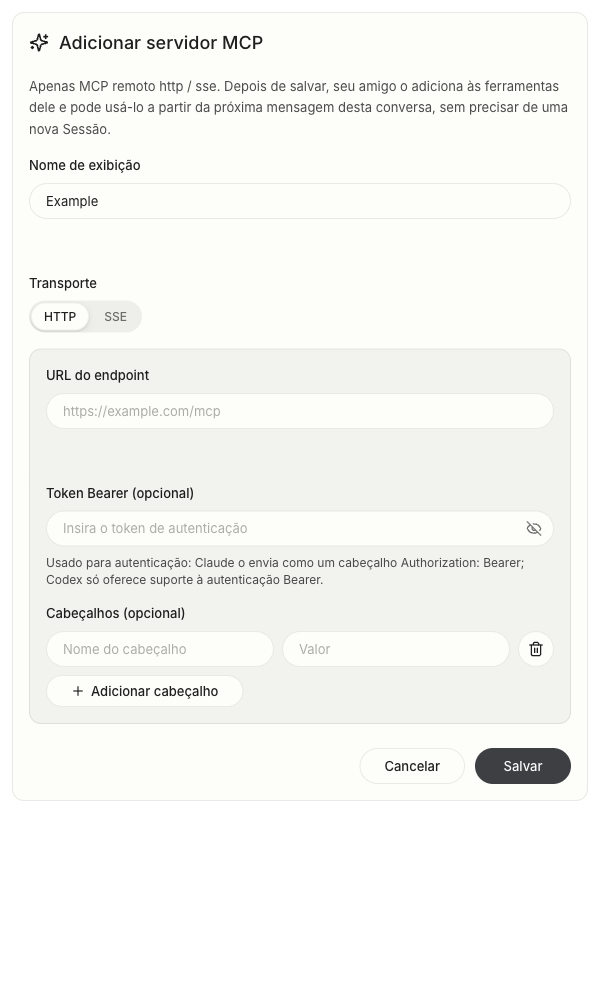 Adicionar servidor MCP
Apenas MCP remoto http / sse. Depois de salvar, seu amigo o adiciona às ferramentas
dele e pode usá-lo a partir da próxima mensagem desta conversa, sem precisar de uma
nova Sessão.
Nome de exibição
Example
Transporte
HTTP SSE
URL do endpoint
https://example.com/mcp
Token Bearer (opcional)
Insira o token de autenticação
Usado para autenticação: Claude o envia como um cabeçalho Authorization: Bearer;
Codex só oferece suporte à autenticação Bearer.
Cabeçalhos (opcional)
Nome do cabeçalho Valor
Adicionar cabeçalho
Cancelar Salvar